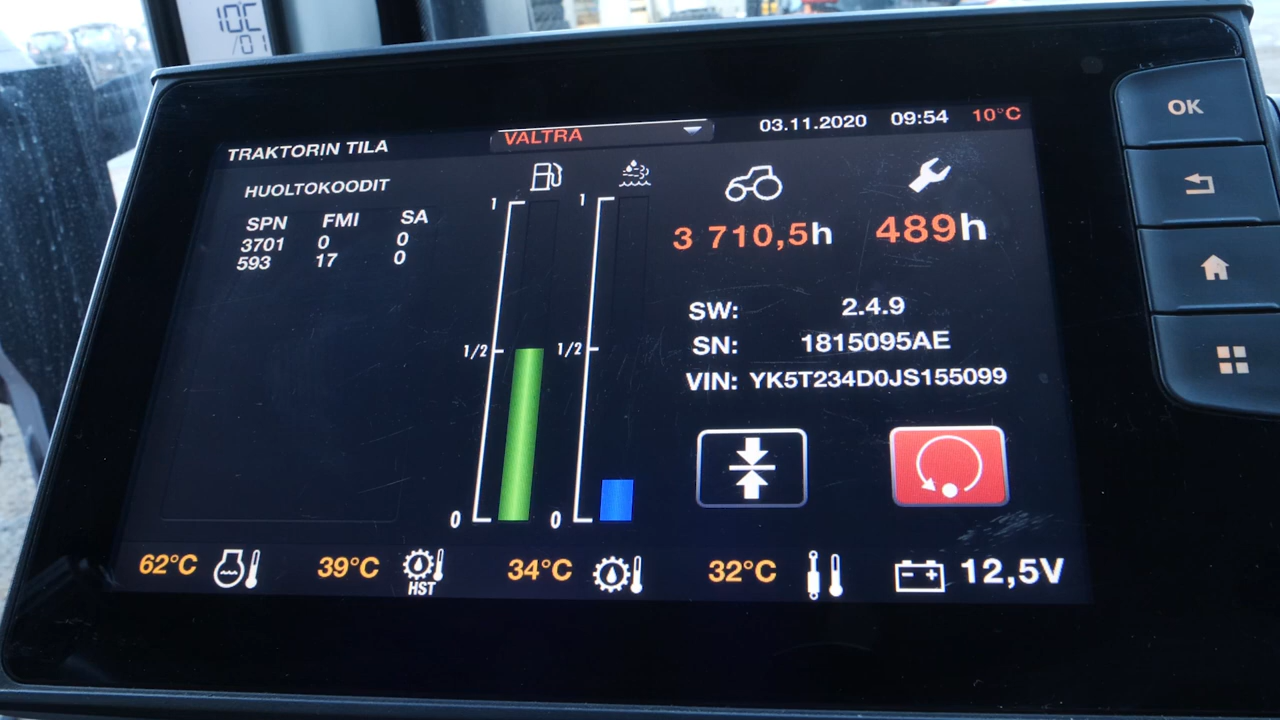 10C
/01
TRAKTORIN TILA
VALTRA
03.11.2020 09:54 10°C
OK
HUOLTOKOODIT
SPN FMI SA
3701 0 0
593 17 0
1
1/2
0
1
1/2
0
3 710,5h
489h
SW: 2.4.9
SN: 1815095AE
VIN: YK5T234D0JS155099
62°C
39°C
HST
34°C
32°C
12,5V